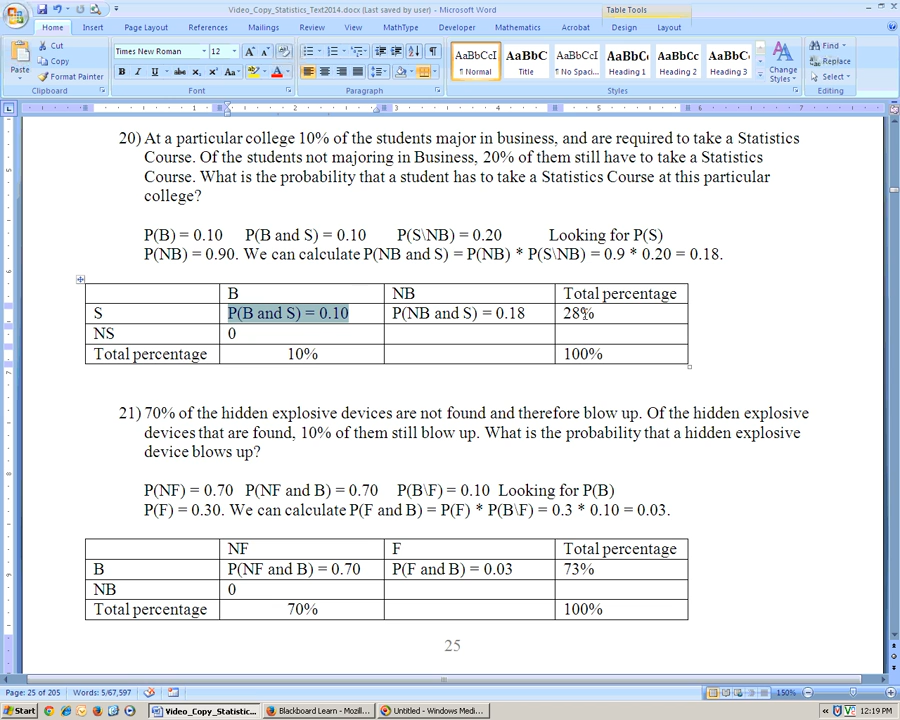 Video_Copy_Statistics_Text2014.docx (Last saved by user) - Microsoft Word
Table Tools
Home Insert Page Layout References Mailings Review View MathType Developer Mathematics Acrobat Design Layout
Paste
Cut
Copy
Format Painter
Clipboard
Times New Roman 12
Font
Paragraph
AaBbCcI AaBbC AaBbCcI AaBbC AaBbCc AaBbC
¶ Normal Title ¶ No Spaci... Heading 1 Heading 2 Heading 3
Change Styles
Styles
Find
Replace
Select
Editing
20) At a particular college 10% of the students major in business, and are required to take a Statistics
Course. Of the students not majoring in Business, 20% of them still have to take a Statistics
Course. What is the probability that a student has to take a Statistics Course at this particular
college?
P(B) = 0.10 P(B and S) = 0.10 P(S\NB) = 0.20 Looking for P(S)
P(NB) = 0.90. We can calculate P(NB and S) = P(NB) * P(S\NB) = 0.9 * 0.20 = 0.18.
B NB Total percentage
S P(B and S) = 0.10 P(NB and S) = 0.18 28%
NS 0
Total percentage 10% 100%
21) 70% of the hidden explosive devices are not found and therefore blow up. Of the hidden explosive
devices that are found, 10% of them still blow up. What is the probability that a hidden explosive
device blows up?
P(NF) = 0.70 P(NF and B) = 0.70 P(B\F) = 0.10 Looking for P(B)
P(F) = 0.30. We can calculate P(F and B) = P(F) * P(B\F) = 0.3 * 0.10 = 0.03.
NF F Total percentage
B P(NF and B) = 0.70 P(F and B) = 0.03 73%
NB 0
Total percentage 70% 100%
25
Page: 25 of 205 Words: 5/67,597 150%
Start Video_Copy_Statistic... Blackboard Learn - Mozill... Untitled - Windows Medi... 12:19 PM